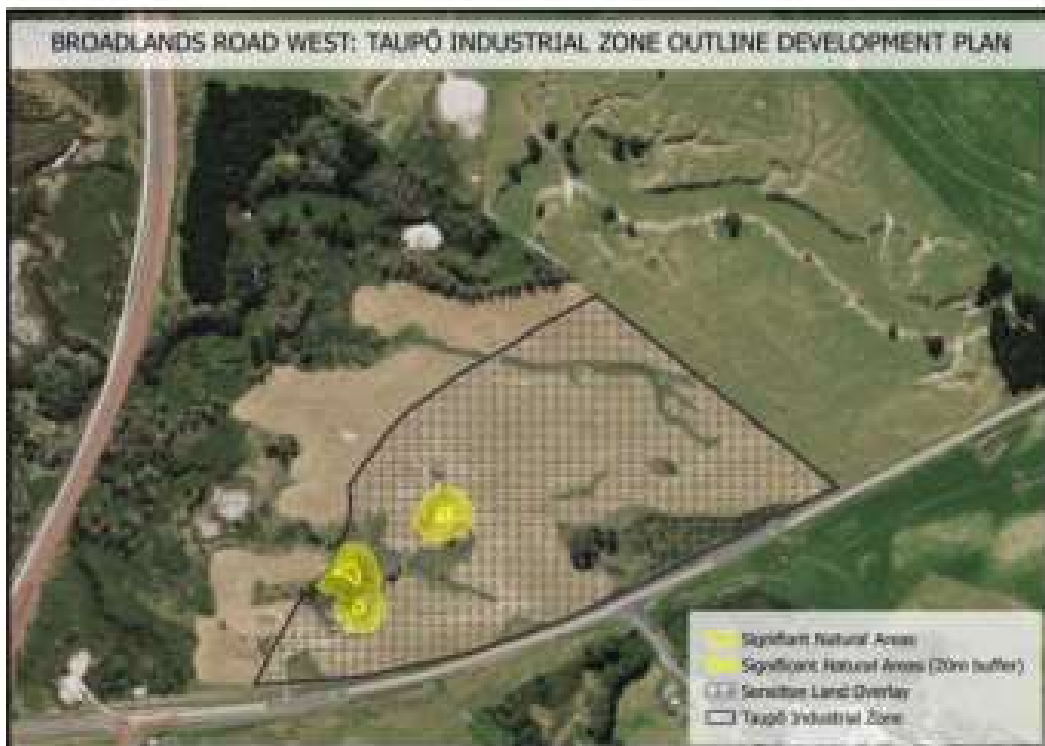 BROADLANDS ROAD WEST: TAUPŌ INDUSTRIAL ZONE OUTLINE DEVELOPMENT PLAN
Signifiant Natural Areas
Significant Natural Areas (20m buffer)
Sensitive Land Overlay
Taupō Industrial Zone